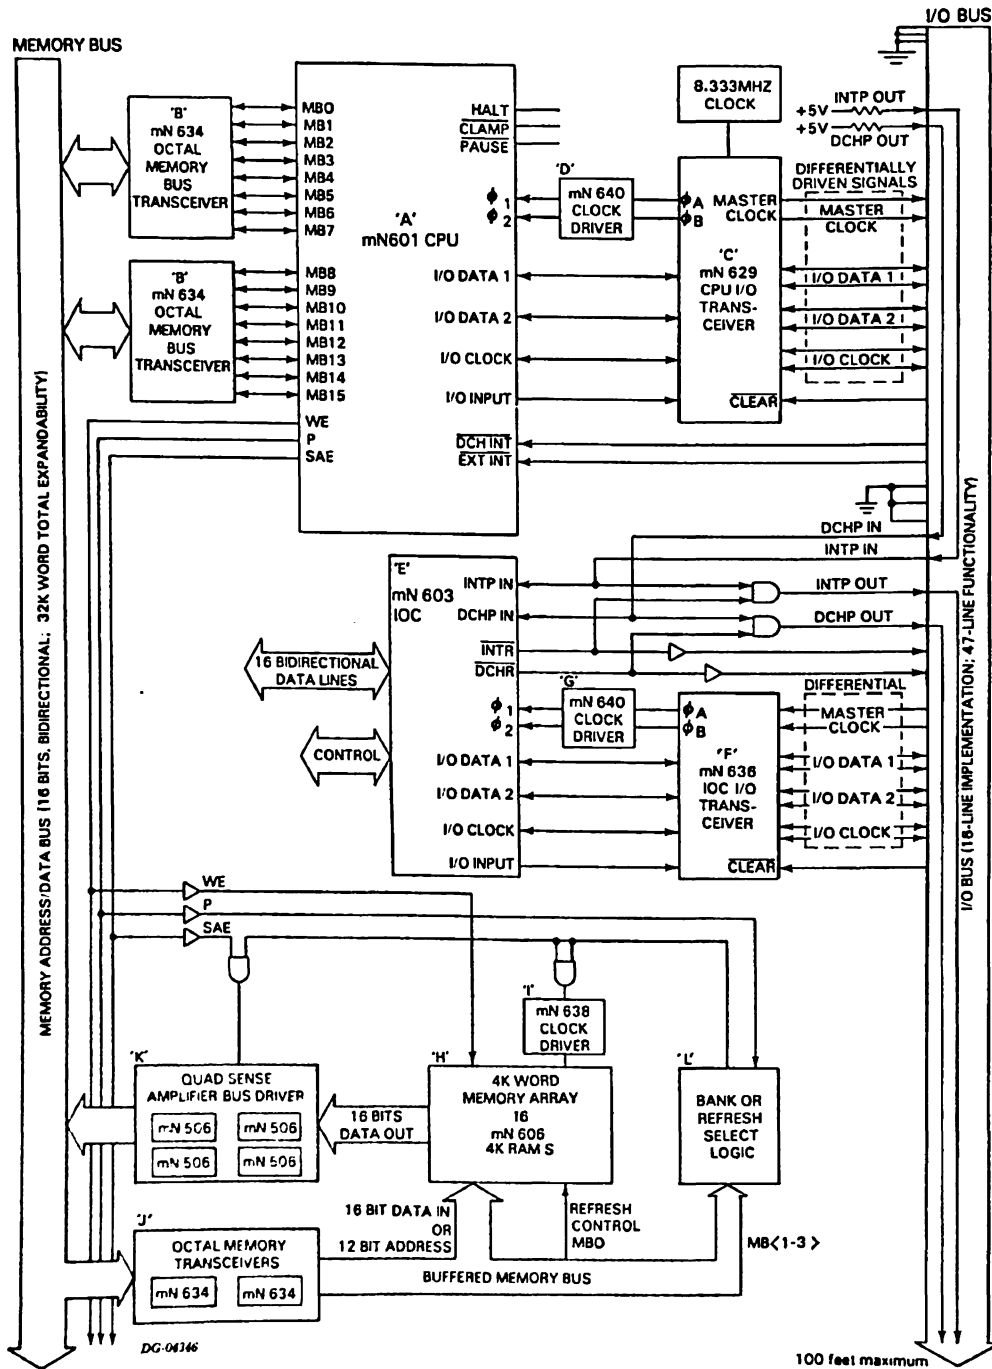 MEMORY BUS
I/O BUS
'B'
mN 634
OCTAL
MEMORY
BUS
TRANSCEIVER
MB0
MB1
MB2
MB3
MB4
MB5
MB6
MB7
'B'
mN 634
OCTAL
MEMORY
BUS
TRANSCEIVER
MB8
MB9
MB10
MB11
MB12
MB13
MB14
MB15
WE
P
SAE
'A'
mN601 CPU
HALT
CLAMP
PAUSE
ϕ 1
ϕ 2
I/O DATA 1
I/O DATA 2
I/O CLOCK
I/O INPUT
DCH INT
EXT INT
'D'
mN 640
CLOCK
DRIVER
8.333MHZ
CLOCK
ϕA
ϕB
MASTER
CLOCK
'C'
mN 629
CPU I/O
TRANS-
CEIVER
CLEAR
+5V
INTP OUT
+5V
DCHP OUT
DIFFERENTIALLY
DRIVEN SIGNALS
MASTER
CLOCK
I/O DATA 1
I/O DATA 2
I/O CLOCK
DCHP IN
INTP IN
INTP OUT
DCHP OUT
'E'
mN 603
IOC
INTP IN
DCHP IN
INTR
DCHR
ϕ 1
ϕ 2
I/O DATA 1
I/O DATA 2
I/O CLOCK
I/O INPUT
16 BIDIRECTIONAL
DATA LINES
CONTROL
'G'
mN 640
CLOCK
DRIVER
ϕA
ϕB
'F'
mN 636
IOC I/O
TRANS-
CEIVER
CLEAR
DIFFERENTIAL
MASTER
CLOCK
I/O DATA 1
I/O DATA 2
I/O CLOCK
MEMORY ADDRESS/DATA BUS (16 BITS, BIDIRECTIONAL; 32K WORD TOTAL EXPANDABILITY)
I/O BUS (16-LINE IMPLEMENTATION; 47-LINE FUNCTIONALITY)
WE
P
SAE
'I'
mN 638
CLOCK
DRIVER
'K'
QUAD SENSE
AMPLIFIER BUS DRIVER
mN 506
mN 506
mN 506
mN 506
16 BITS
DATA OUT
'H'
4K WORD
MEMORY ARRAY
16
mN 606
4K RAM S
'L'
BANK OR
REFRESH
SELECT
LOGIC
'J'
OCTAL MEMORY
TRANSCEIVERS
mN 634
mN 634
16 BIT DATA IN
OR
12 BIT ADDRESS
REFRESH
CONTROL
MBO
MB<1-3>
BUFFERED MEMORY BUS
DG-04346
100 feet maximum